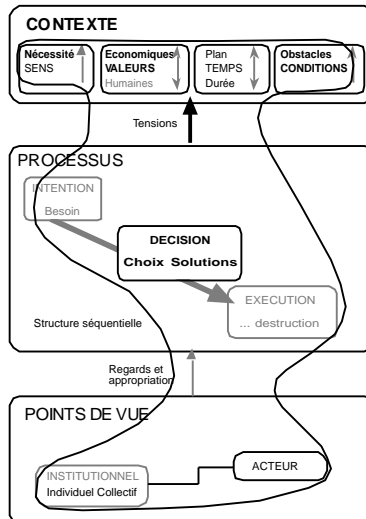 CONTEXTE
Nécessité
SENS
Economiques
VALEURS
Humaines
Plan
TEMPS
Durée
Obstacles
CONDITIONS
Tensions
PROCESSUS
INTENTION
Besoin
DECISION
Choix Solutions
EXECUTION
... destruction
Structure séquentielle
Regards et
appropriation
POINTS DE VUE
ACTEUR
INSTITUTIONNEL
Individuel Collectif